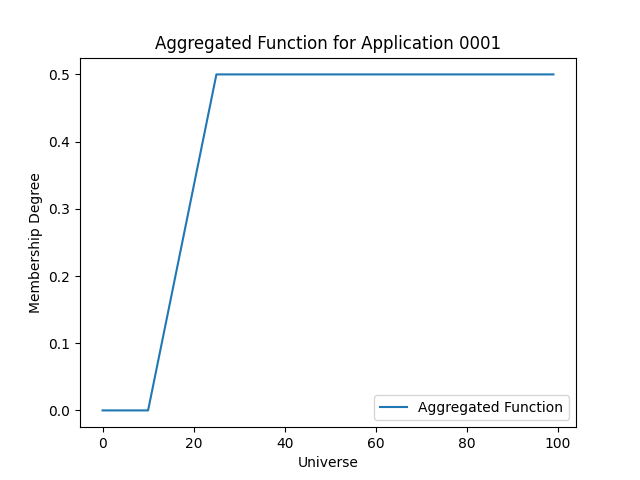 Aggregated Function for Application 0001
Membership Degree
0.5
0.4
0.3
0.2
0.1
0.0
Aggregated Function
0 20 40 60 80 100
Universe